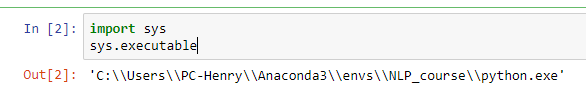 In [2]: import sys
sys.executable
Out[2]: 'C:\\Users\\PC-Henry\\Anaconda3\\envs\\NLP_course\\python.exe'